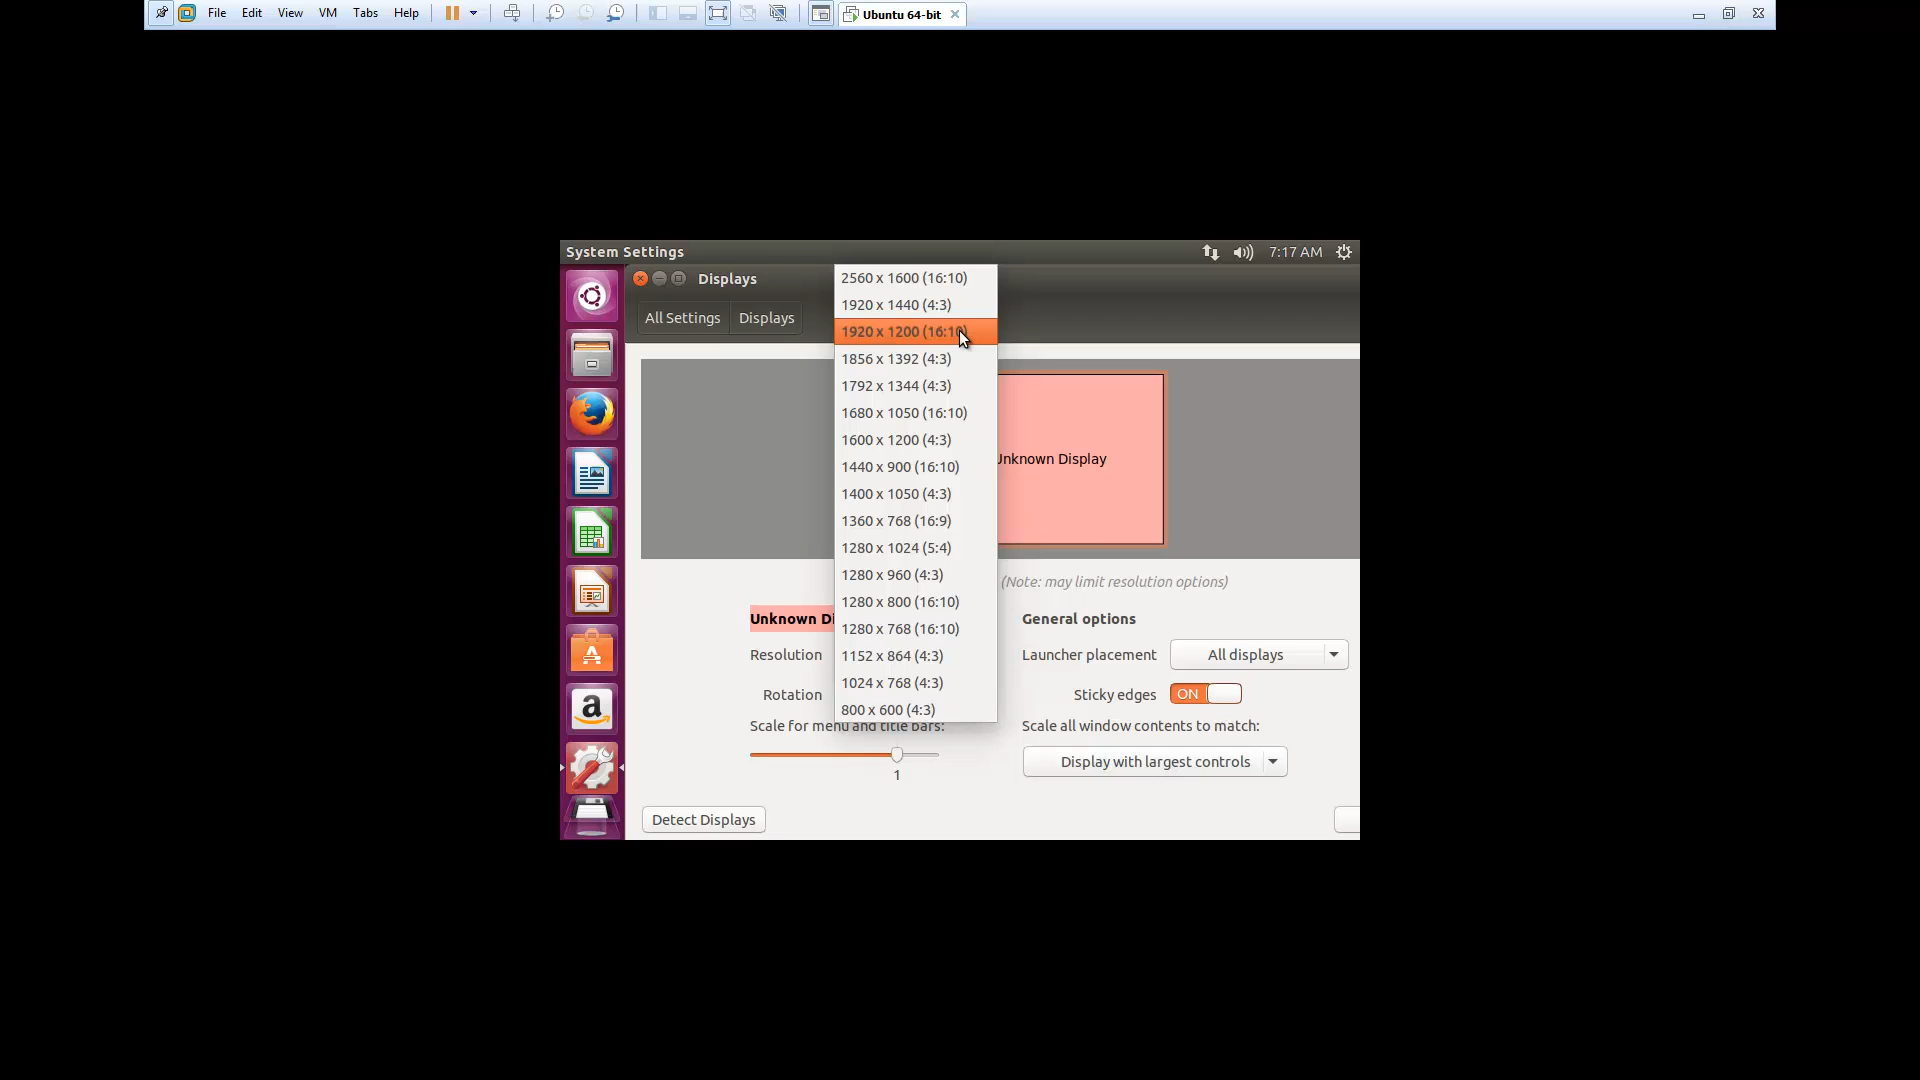 File Edit View VM Tabs Help Ubuntu 64-bit
System Settings 7:17 AM
Displays
All Settings Displays
2560 x 1600 (16:10)
1920 x 1440 (4:3)
1920 x 1200 (16:10)
1856 x 1392 (4:3)
1792 x 1344 (4:3)
1680 x 1050 (16:10)
1600 x 1200 (4:3)
1440 x 900 (16:10)
1400 x 1050 (4:3)
1360 x 768 (16:9)
1280 x 1024 (5:4)
1280 x 960 (4:3)
1280 x 800 (16:10)
1280 x 768 (16:10)
1152 x 864 (4:3)
1024 x 768 (4:3)
800 x 600 (4:3)
Unknown Display
(Note: may limit resolution options)
Unknown Di
Resolution
Rotation
Scale for menu and title bars:
1
General options
Launcher placement All displays
Sticky edges ON
Scale all window contents to match:
Display with largest controls
Detect Displays